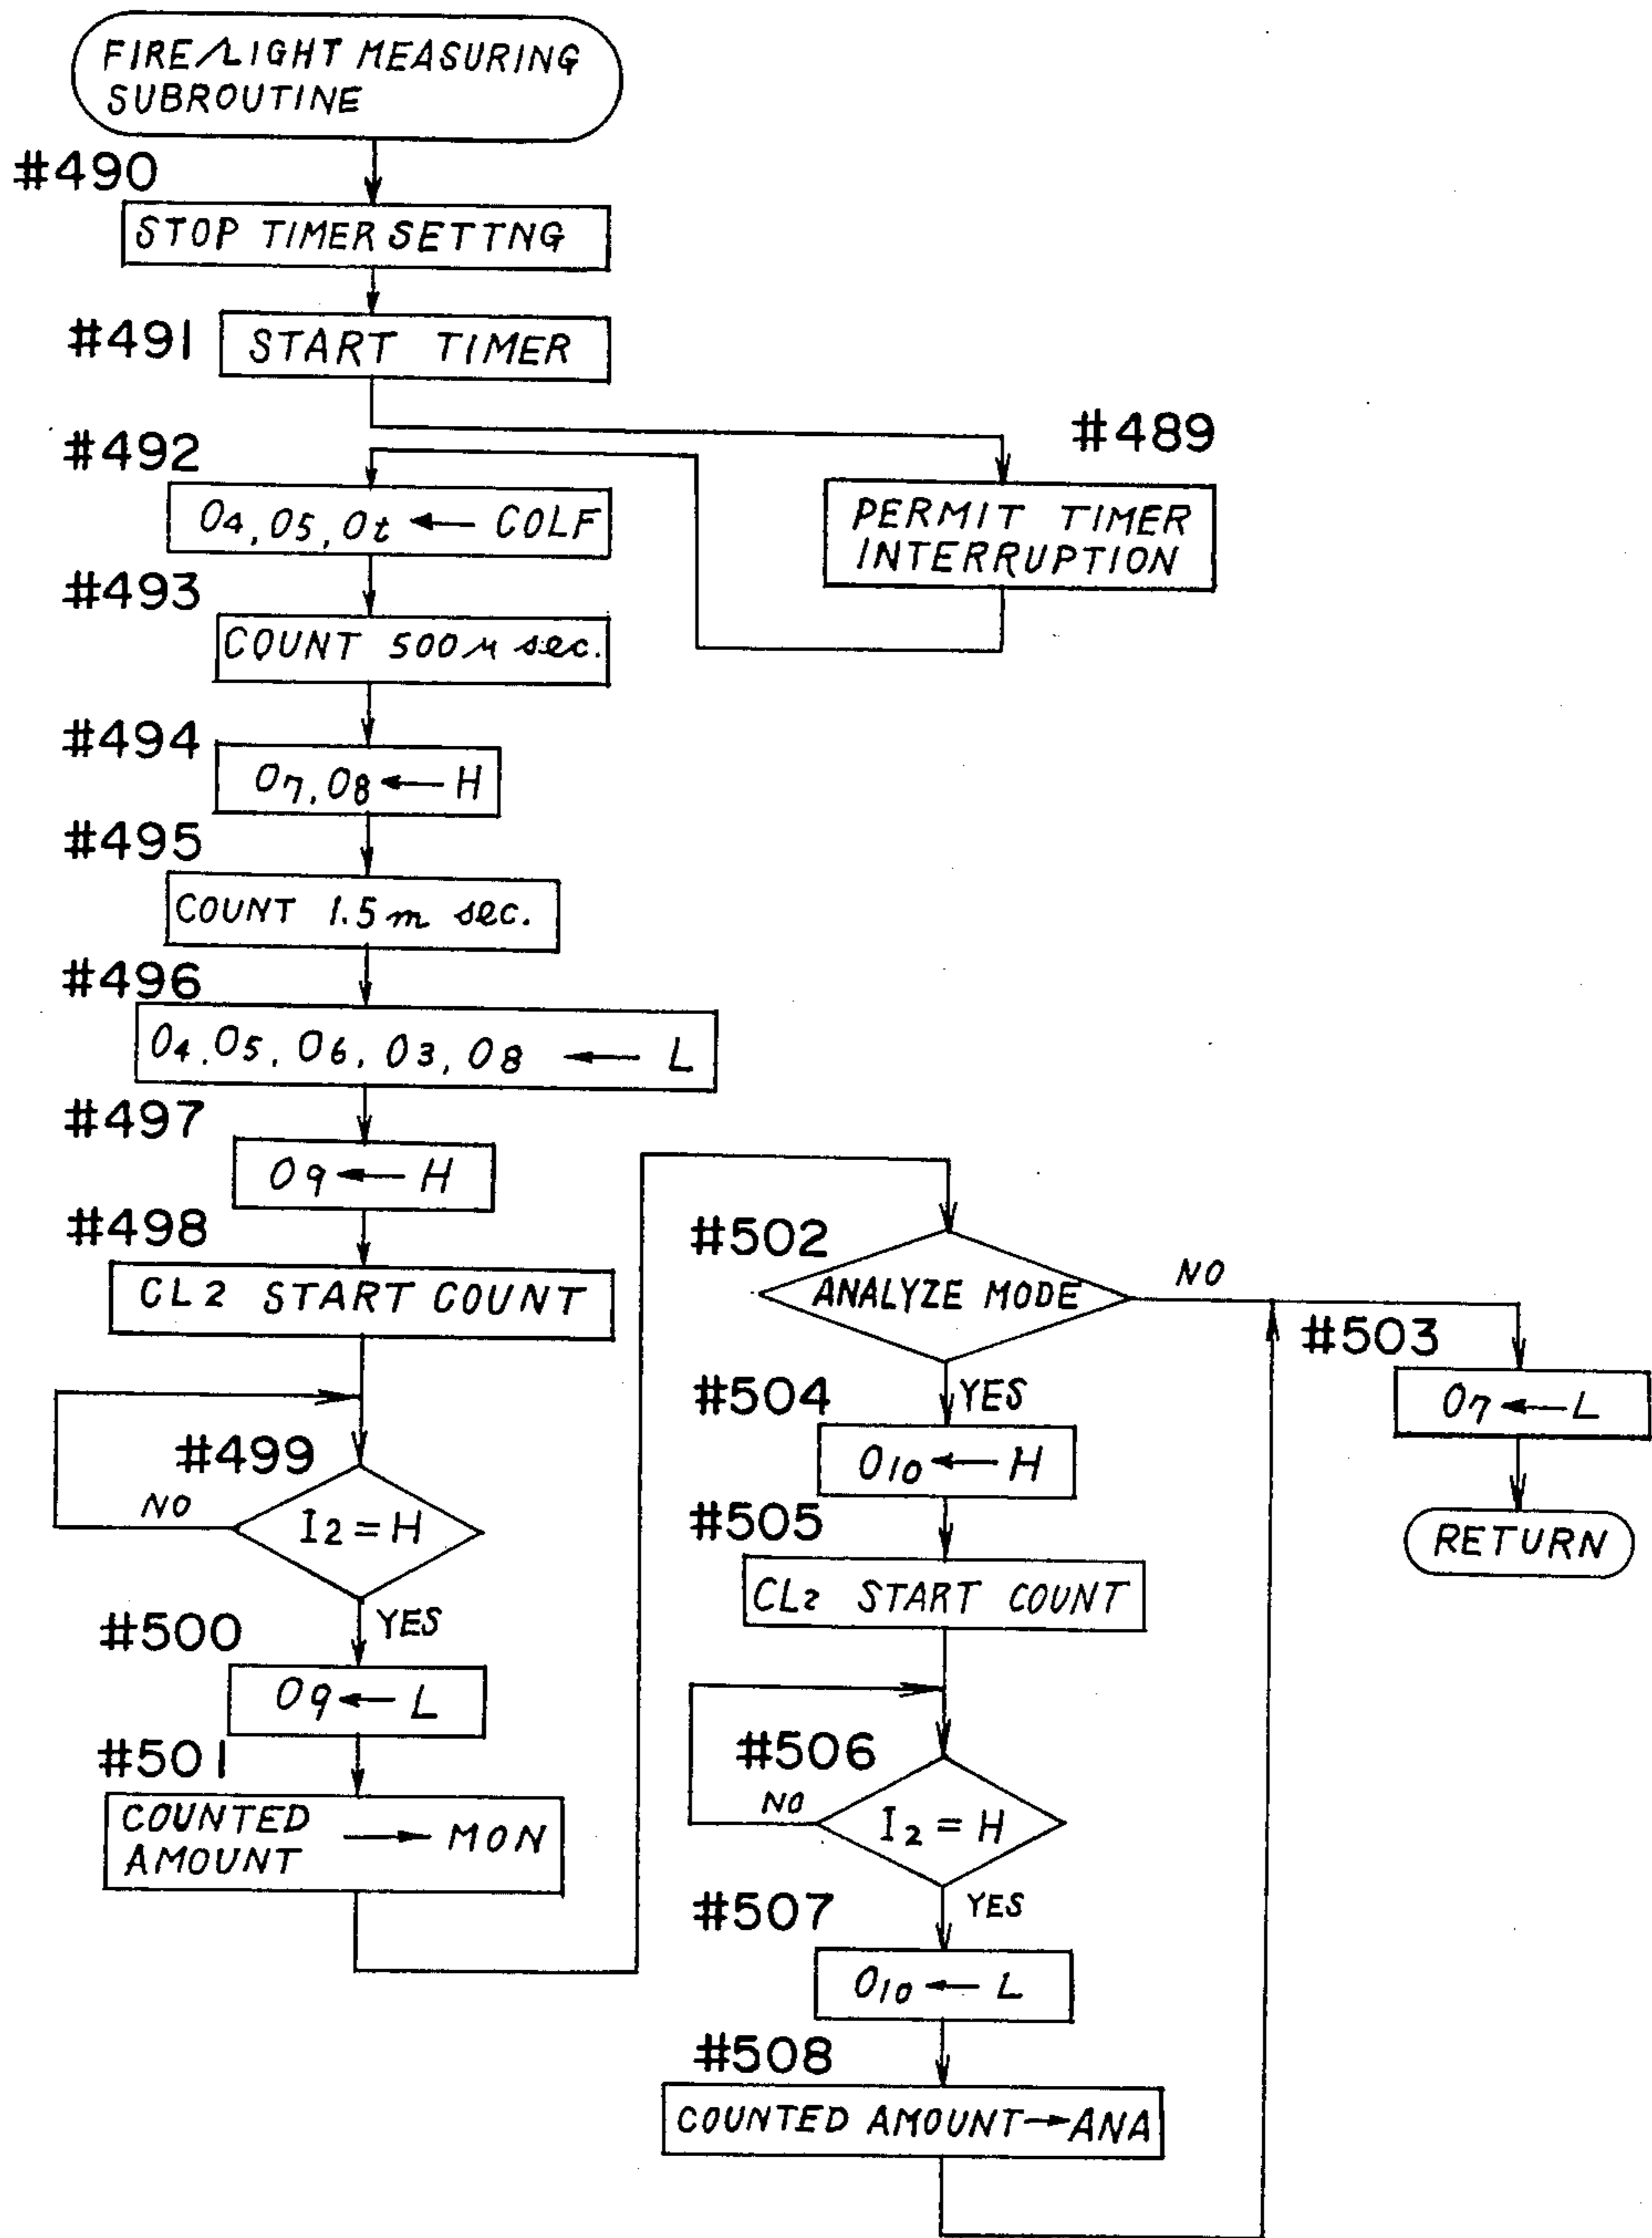 FIRE/LIGHT MEASURING
SUBROUTINE
#490
STOP TIMER SETTNG
#491
START TIMER
#489
PERMIT TIMER
INTERRUPTION
#492
O4, O5, Ot ← COLF
#493
COUNT 500 μ sec.
#494
O7, O8 ← H
#495
COUNT 1.5 m sec.
#496
O4, O5, O6, O3, O8 ← L
#497
O9 ← H
#498
CL2 START COUNT
#499
I2 = H
NO
YES
#500
O9 ← L
#501
COUNTED
AMOUNT → MON
#502
ANALYZE MODE
NO
YES
#503
O7 ← L
RETURN
#504
O10 ← H
#505
CL2 START COUNT
#506
I2 = H
NO
YES
#507
O10 ← L
#508
COUNTED AMOUNT → ANA